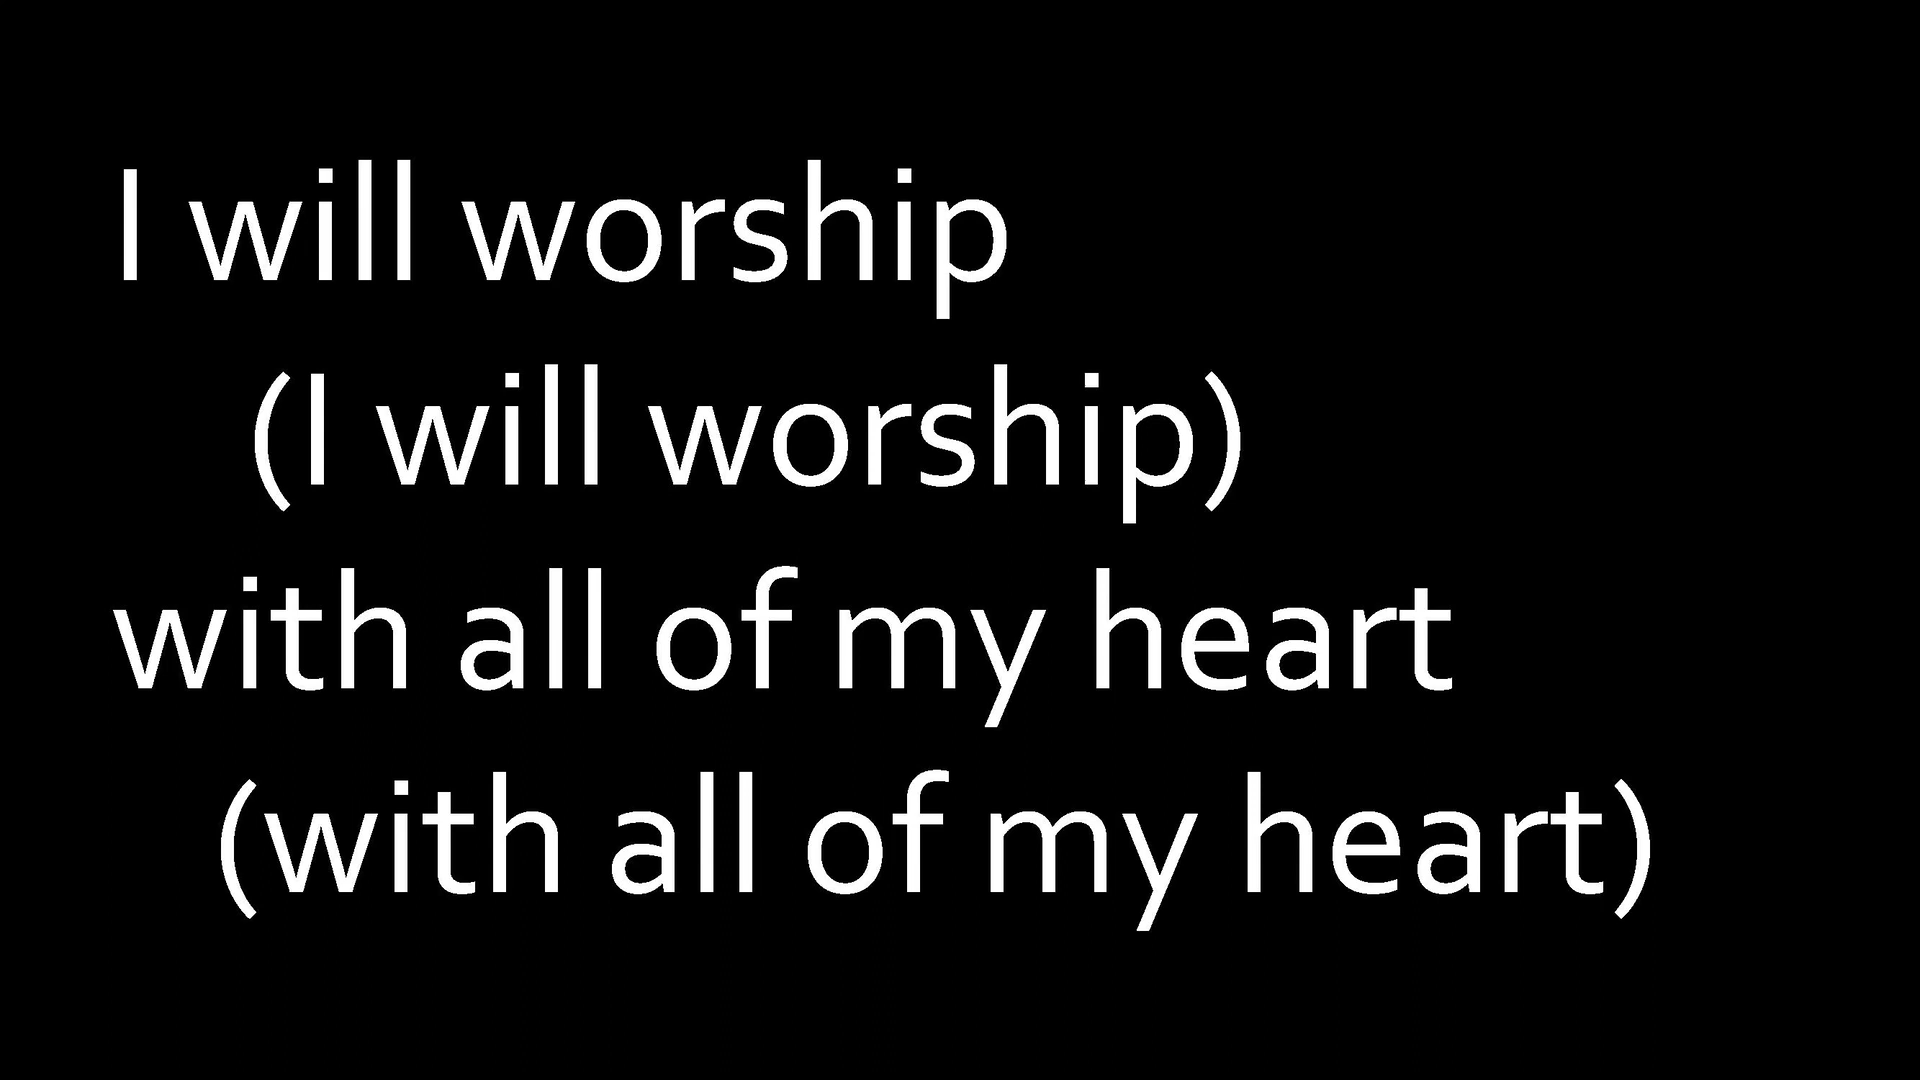 I will worship
(I will worship)
with all of my heart
(with all of my heart)